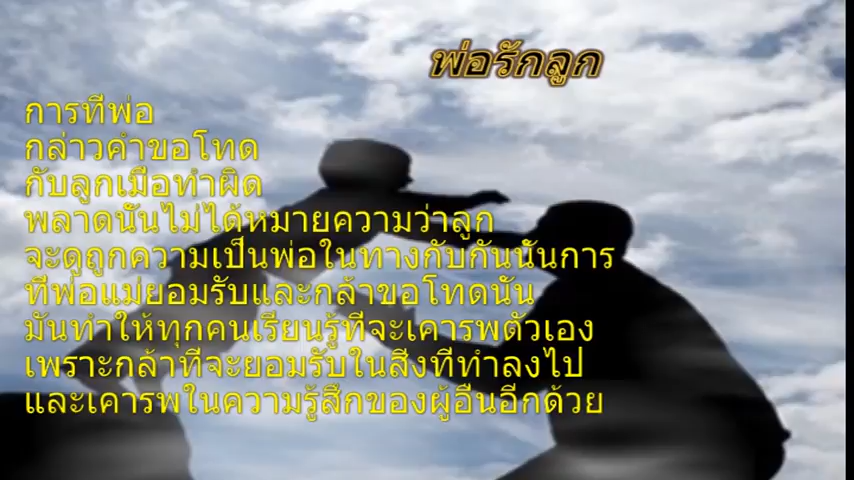 พ่อรักลูก
การที่พ่อ
กล่าวคำขอโทด
กับลูกเมื่อทำผิด
พลาดนั้นไม่ได้หมายความว่าลูก
จะดูถูกความเป็นพ่อในทางกับกันนั้นการ
ที่พ่อแม่ยอมรับและกล้าขอโทดนั้น
มันทำให้ทุกคนเรียนรู้ที่จะเคารพตัวเอง
เพราะกล้าที่จะยอมรับในสิ่งที่ทำลงไป
และเคารพในความรู้สึกของผู้อื่นอีกด้วย